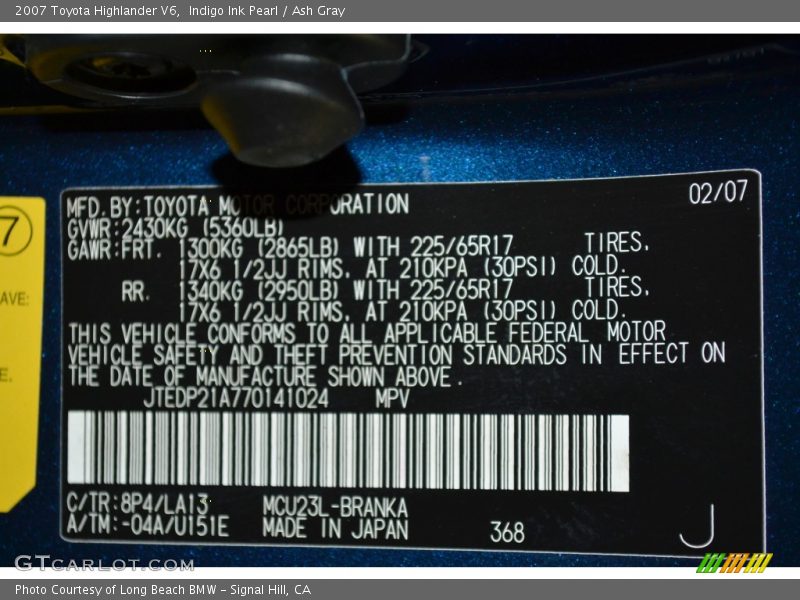 2007 Toyota Highlander V6,  Indigo Ink Pearl / Ash Gray
02/07
MFD.BY:TOYOTA MOTOR CORPORATION
GVWR:2430KG (5360LB)
GAWR:FRT. 1300KG (2865LB) WITH 225/65R17 TIRES.
17X6 1/2JJ RIMS. AT 210KPA (30PSI) COLD.
RR. 1340KG (2950LB) WITH 225/65R17 TIRES.
17X6 1/2JJ RIMS. AT 210KPA (30PSI) COLD.
THIS VEHICLE CONFORMS TO ALL APPLICABLE FEDERAL MOTOR
VEHICLE SAFETY AND THEFT PREVENTION STANDARDS IN EFFECT ON
THE DATE OF MANUFACTURE SHOWN ABOVE.
JTEDP21A770141024 MPV
C/TR:8P4/LA13 MCU23L-BRANKA
A/TM:-04A/U151E MADE IN JAPAN 368
J
7
AVE:
E.
GTCARLOT.COM
Photo Courtesy of Long Beach BMW - Signal Hill, CA